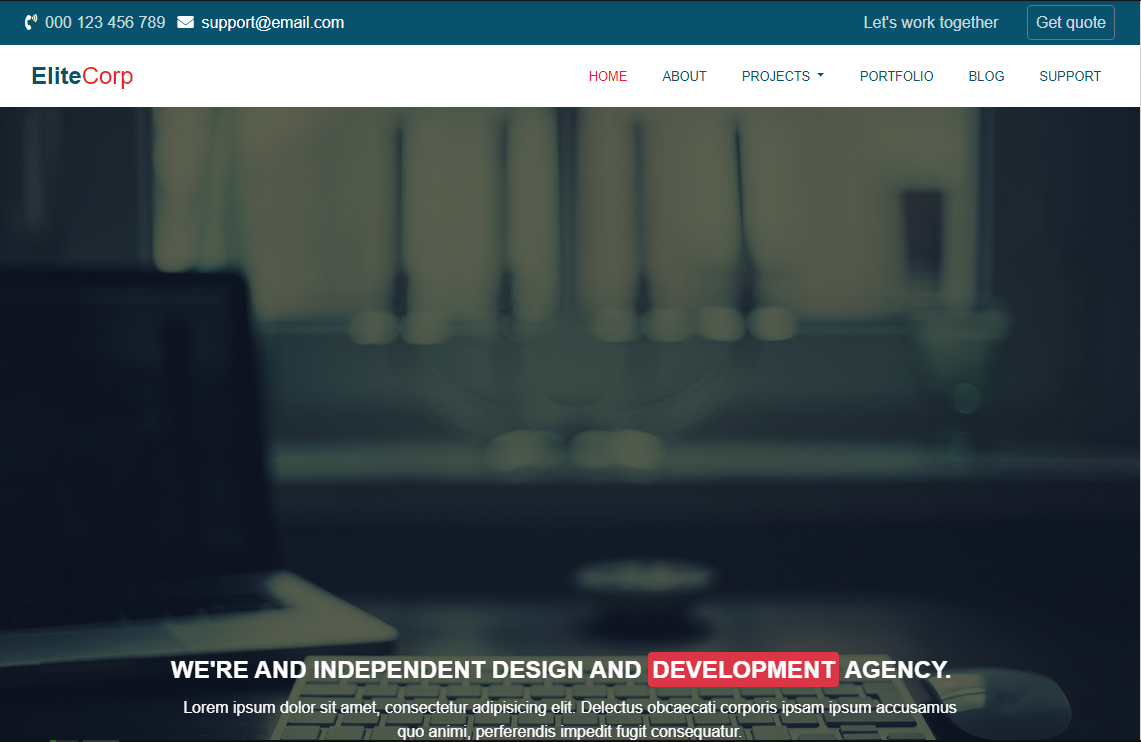 000 123 456 789 support@email.com Let's work together Get quote
EliteCorp HOME ABOUT PROJECTS PORTFOLIO BLOG SUPPORT
WE'RE AND INDEPENDENT DESIGN AND DEVELOPMENT AGENCY.
Lorem ipsum dolor sit amet, consectetur adipisicing elit. Delectus obcaecati corporis ipsam ipsum accusamus
quo animi, perferendis impedit fugit consequatur.